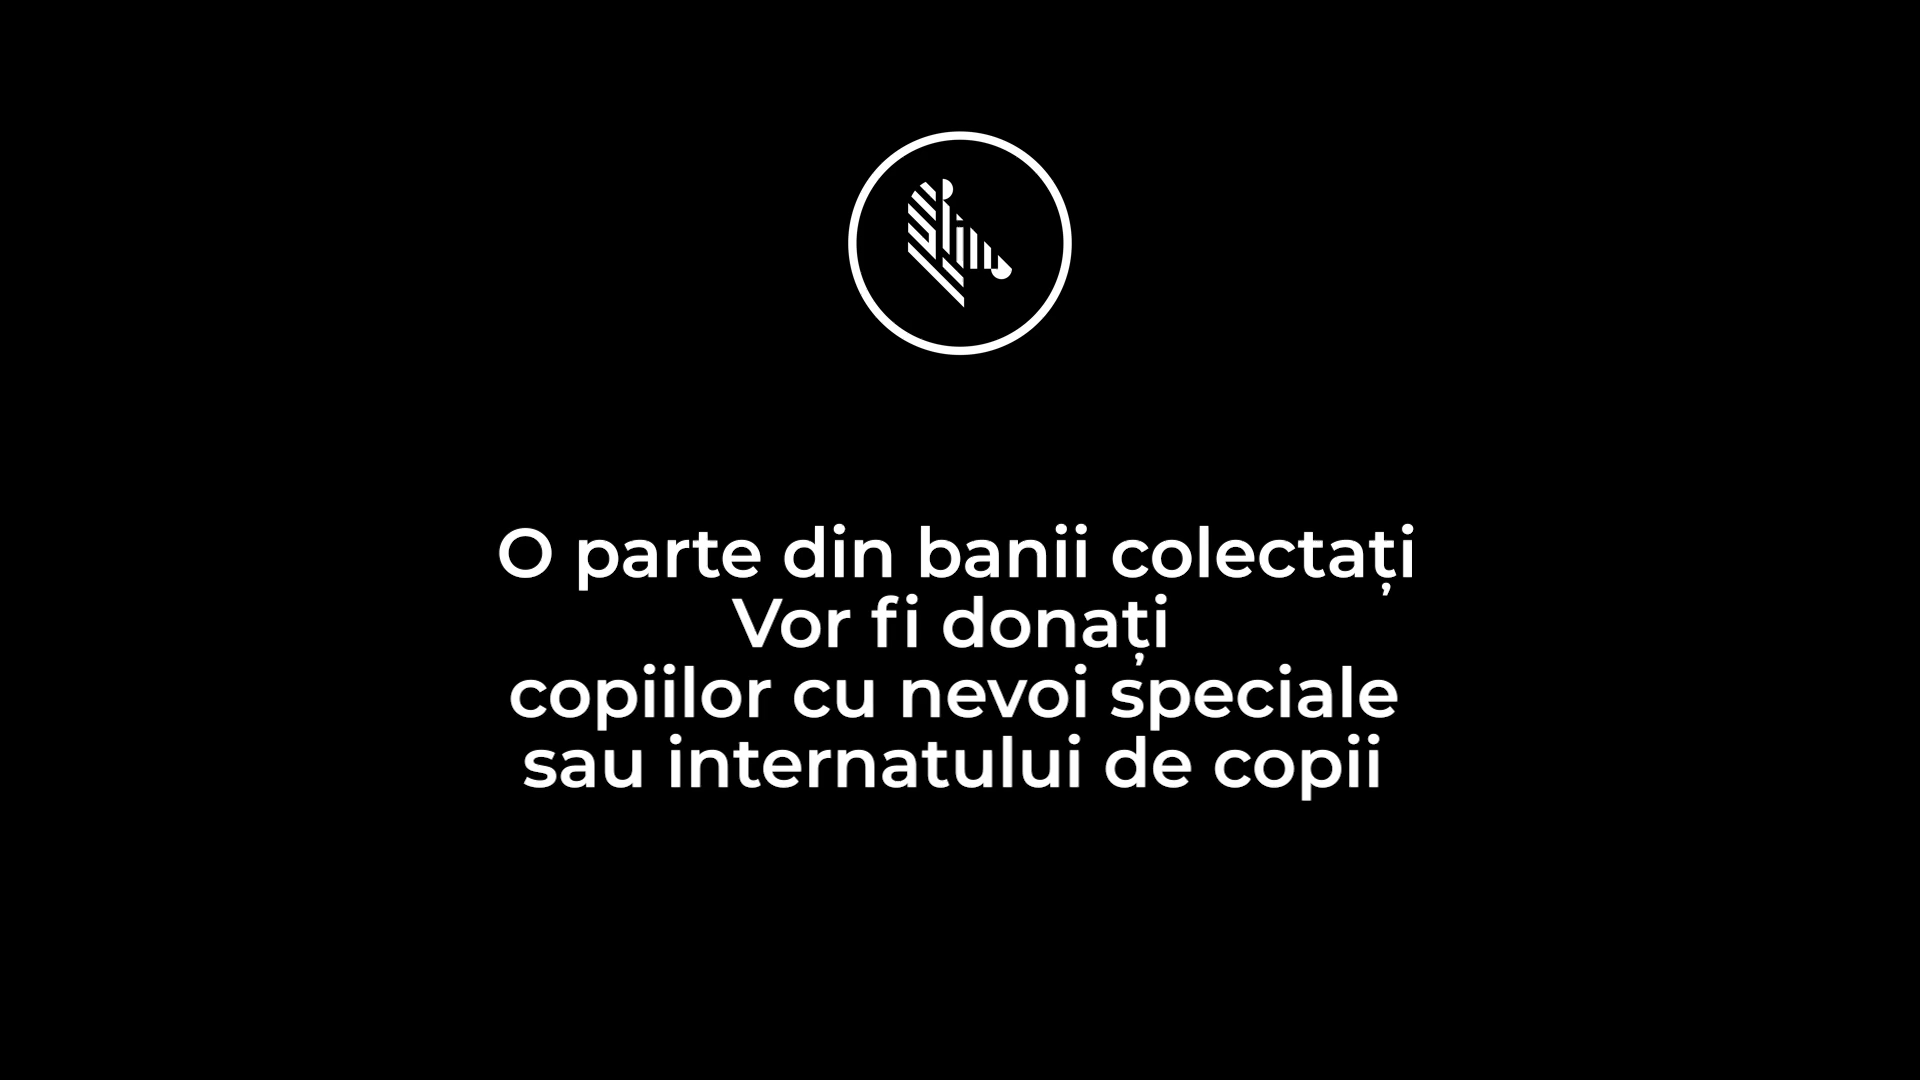 O parte din banii colectați
Vor fi donați
copiilor cu nevoi speciale
sau internatului de copii